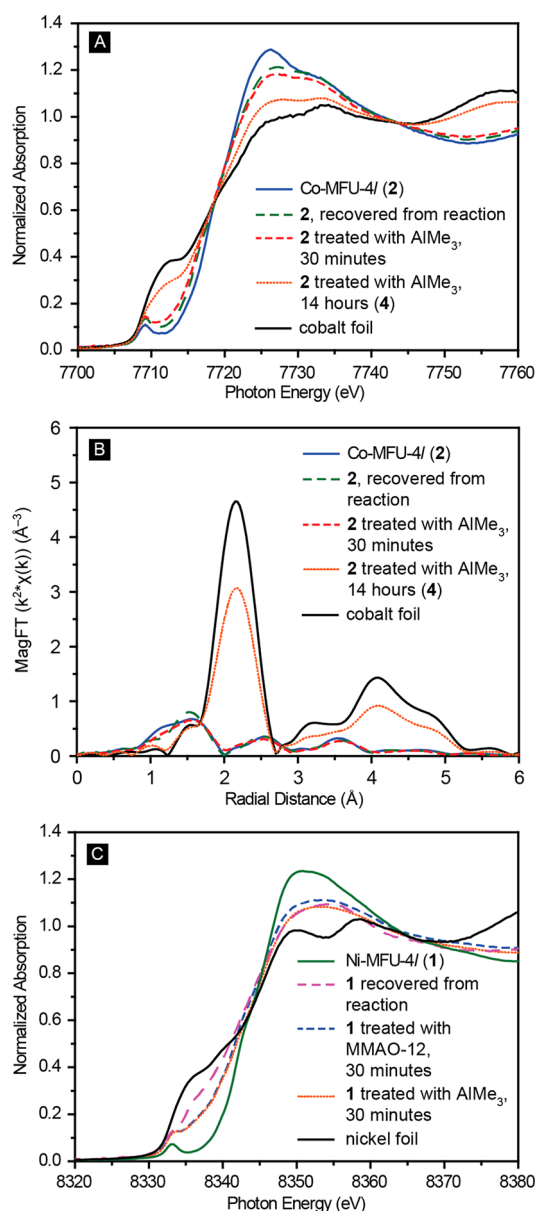 A
1.4
1.2
1.0
0.8
0.6
0.4
0.2
0.0
Normalized Absorption
Co-MFU-4l (2)
2, recovered from reaction
2 treated with AlMe3,
30 minutes
2 treated with AlMe3,
14 hours (4)
cobalt foil
7700 7710 7720 7730 7740 7750 7760
Photon Energy (eV)
B
6
5
4
3
2
1
0
MagFT (k²*χ(k)) (Å⁻³)
Co-MFU-4l (2)
2, recovered from
reaction
2 treated with AlMe3,
30 minutes
2 treated with AlMe3,
14 hours (4)
cobalt foil
0 1 2 3 4 5 6
Radial Distance (Å)
C
1.4
1.2
1.0
0.8
0.6
0.4
0.2
0.0
Normalized Absorption
Ni-MFU-4l (1)
1 recovered from
reaction
1 treated with
MMAO-12,
30 minutes
1 treated with AlMe3,
30 minutes
nickel foil
8320 8330 8340 8350 8360 8370 8380
Photon Energy (eV)